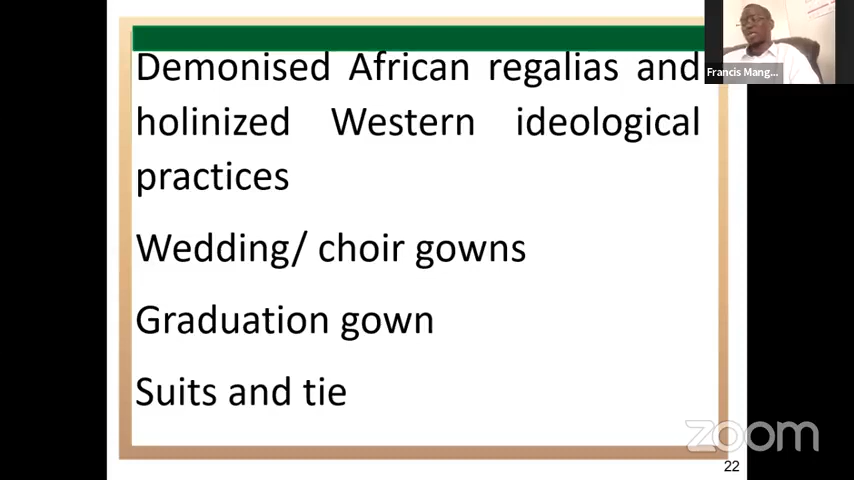 Demonised African regalias and
holinized Western ideological
practices
Wedding/ choir gowns
Graduation gown
Suits and tie
Francis Mang...
zoom
22